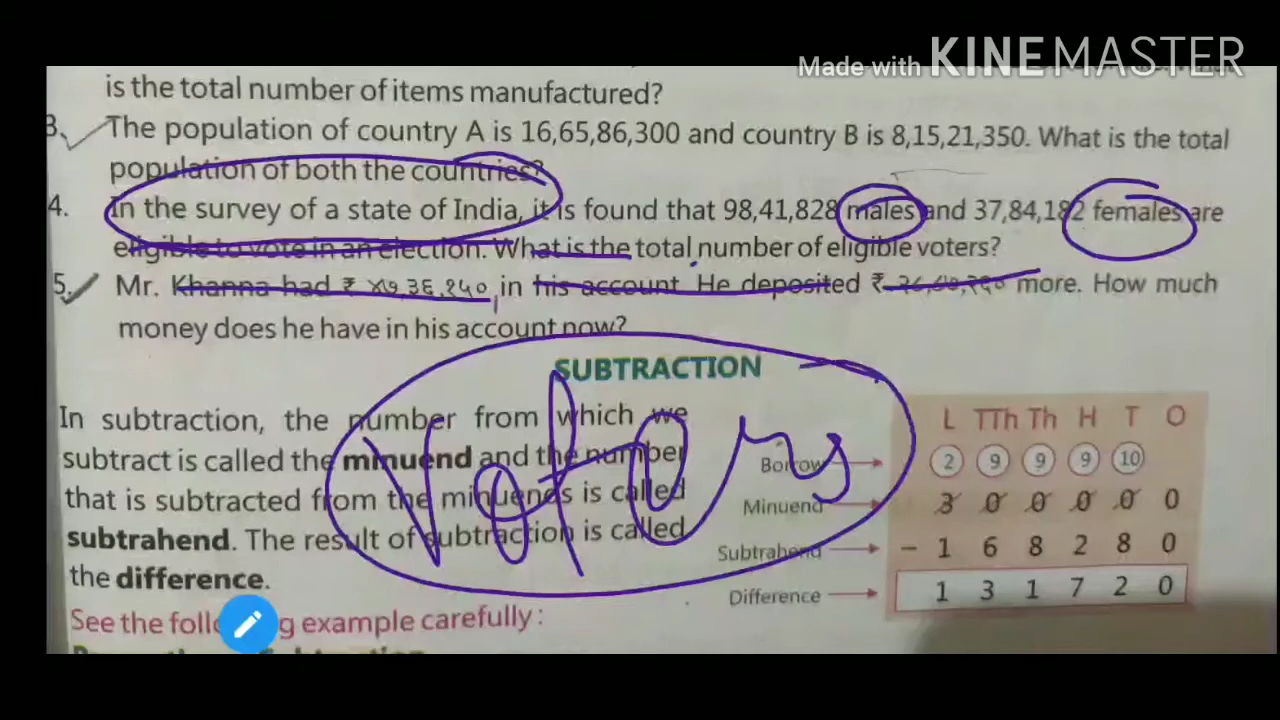 Made with KINEMASTER
is the total number of items manufactured?
3. The population of country A is 16,65,86,300 and country B is 8,15,21,350. What is the total
population of both the countries?
4. In the survey of a state of India, it is found that 98,41,828 males and 37,84,182 females are
eligible to vote in an election. What is the total number of eligible voters?
5. Mr. Khanna had ₹ in his account. He deposited ₹ more. How much
money does he have in his account now?
SUBTRACTION
In subtraction, the number from which we
subtract is called the minuend and the number
that is subtracted from the minuends is called
subtrahend. The result of subtraction is called
the difference.
See the following example carefully:
Voters
L TTh Th H T O
Borrow 2 9 9 9 10
Minuend 3 0 0 0 0 0
Subtrahend - 1 6 8 2 8 0
Difference 1 3 1 7 2 0